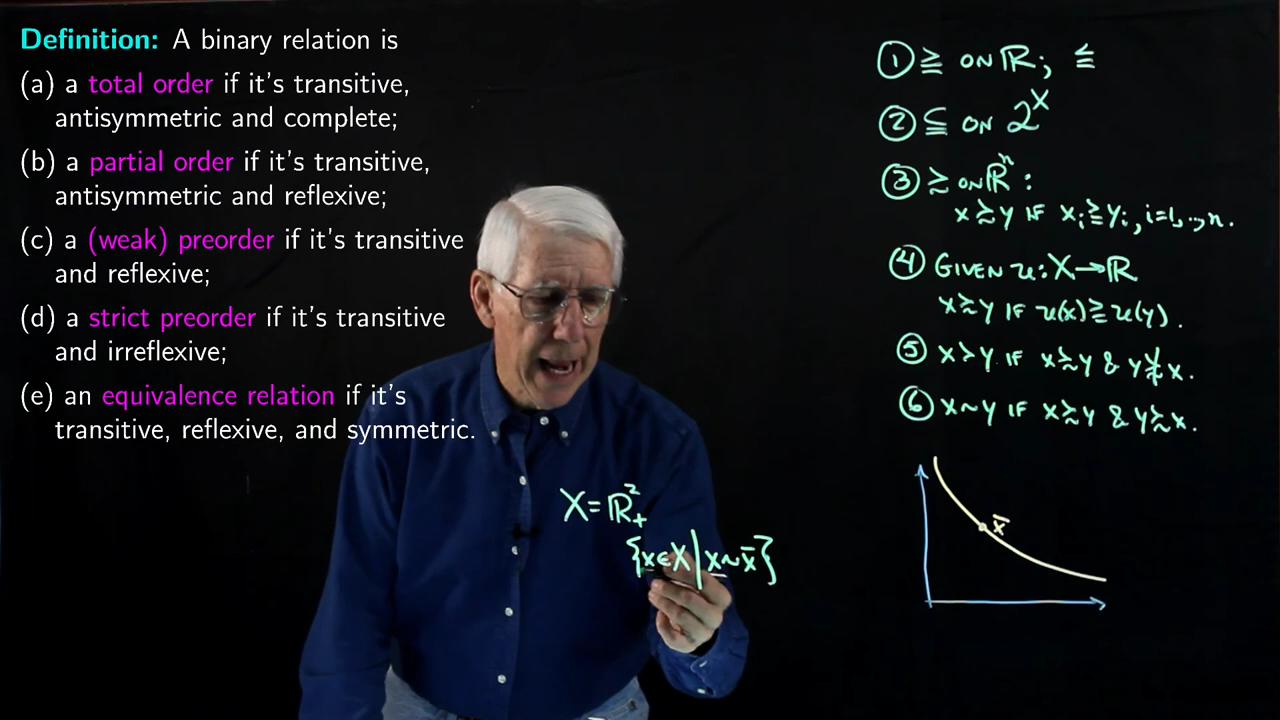 Definition: A binary relation is
(a) a total order if it's transitive,
antisymmetric and complete;
(b) a partial order if it's transitive,
antisymmetric and reflexive;
(c) a (weak) preorder if it's transitive
and reflexive;
(d) a strict preorder if it's transitive
and irreflexive;
(e) an equivalence relation if it's
transitive, reflexive, and symmetric.
① ≧ ON ℝ; ≦
② ⊆ ON 2^X
③ ≳ ON ℝ^n :
x ≳ y IF x_i ≧ y_i, i=1,..,n.
④ GIVEN u: X → ℝ
x ≳ y IF u(x) ≧ u(y).
⑤ x ≻ y IF x ≳ y & y ⋡ x.
⑥ x ~ y IF x ≳ y & y ≳ x.
X = ℝ²₊
{x ∈ X | x ~ x̄}
x̄